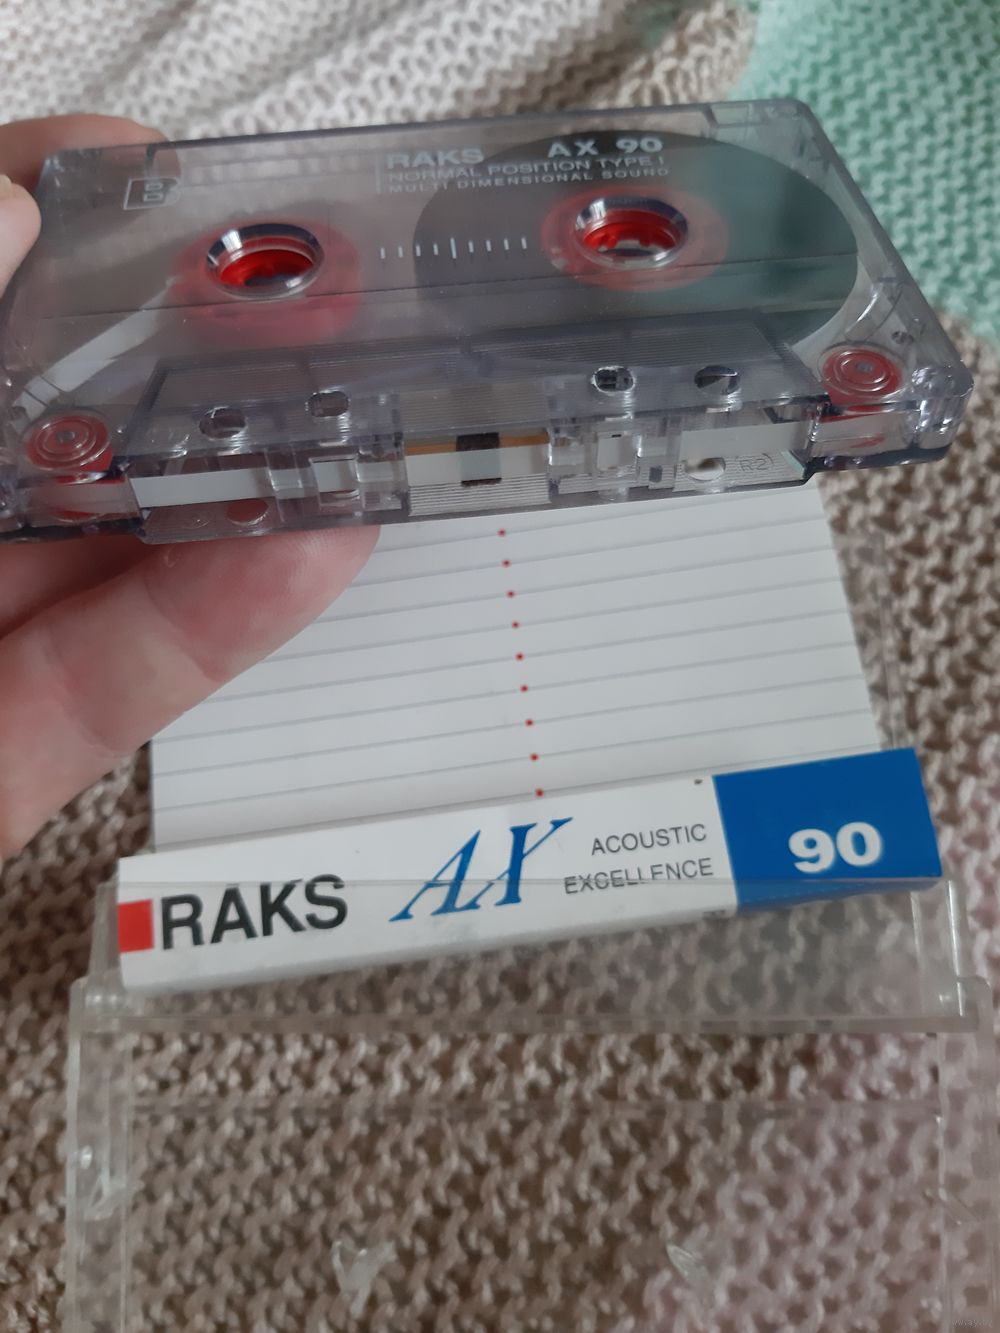 RAKS AX 90
NORMAL POSITION TYPE I
MULTI DIMENSIONAL SOUND
B
R2
RAKS AX ACOUSTIC
EXCELLENCE
90